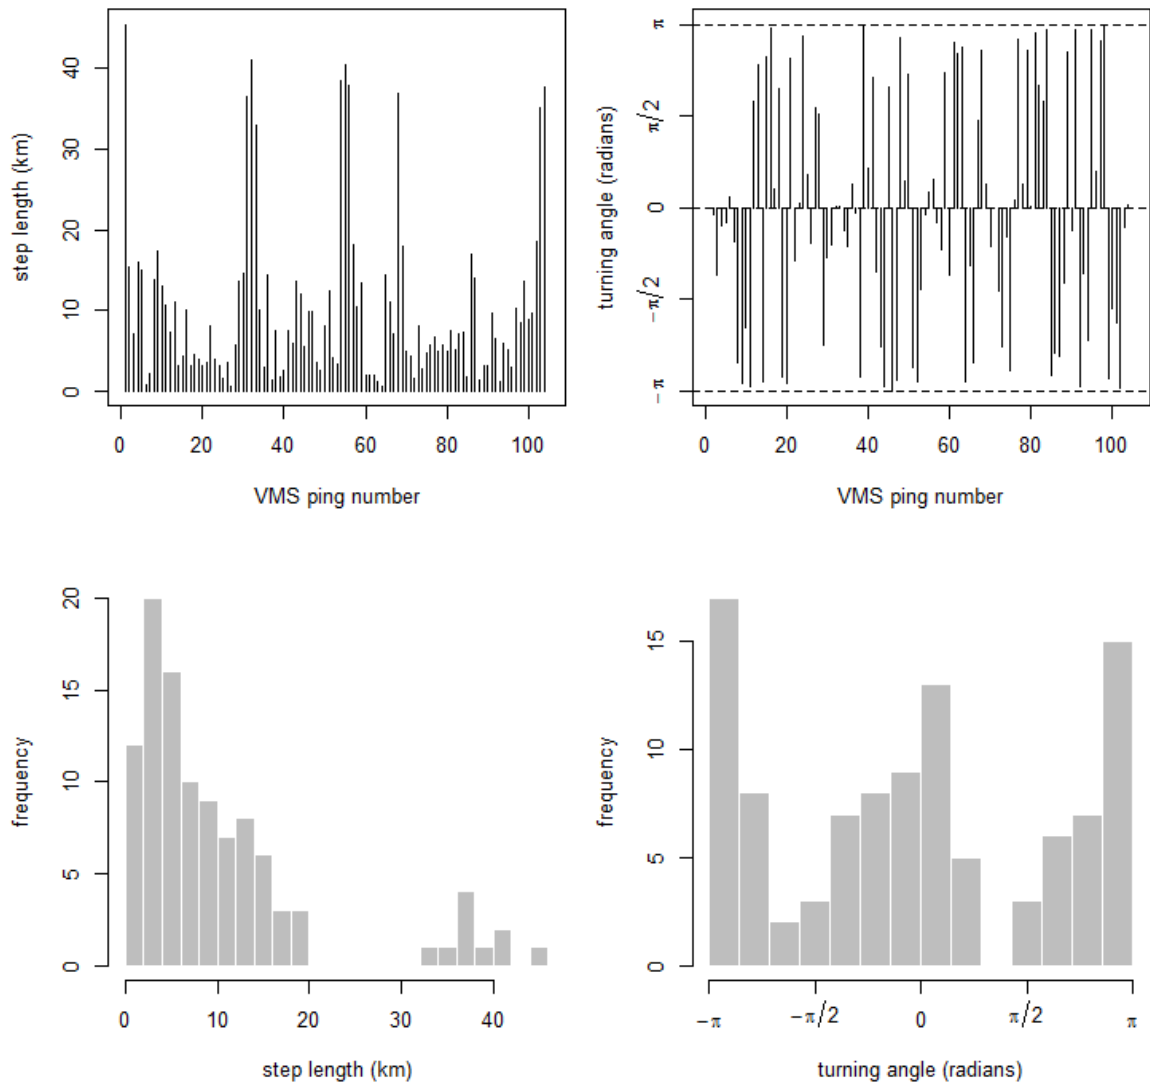 step length (km)
40
30
20
10
0
0 20 40 60 80 100
VMS ping number
turning angle (radians)
π
π/2
0
−π/2
−π
0 20 40 60 80 100
VMS ping number
frequency
20
15
10
5
0
0 10 20 30 40
step length (km)
frequency
15
10
5
0
−π −π/2 0 π/2 π
turning angle (radians)